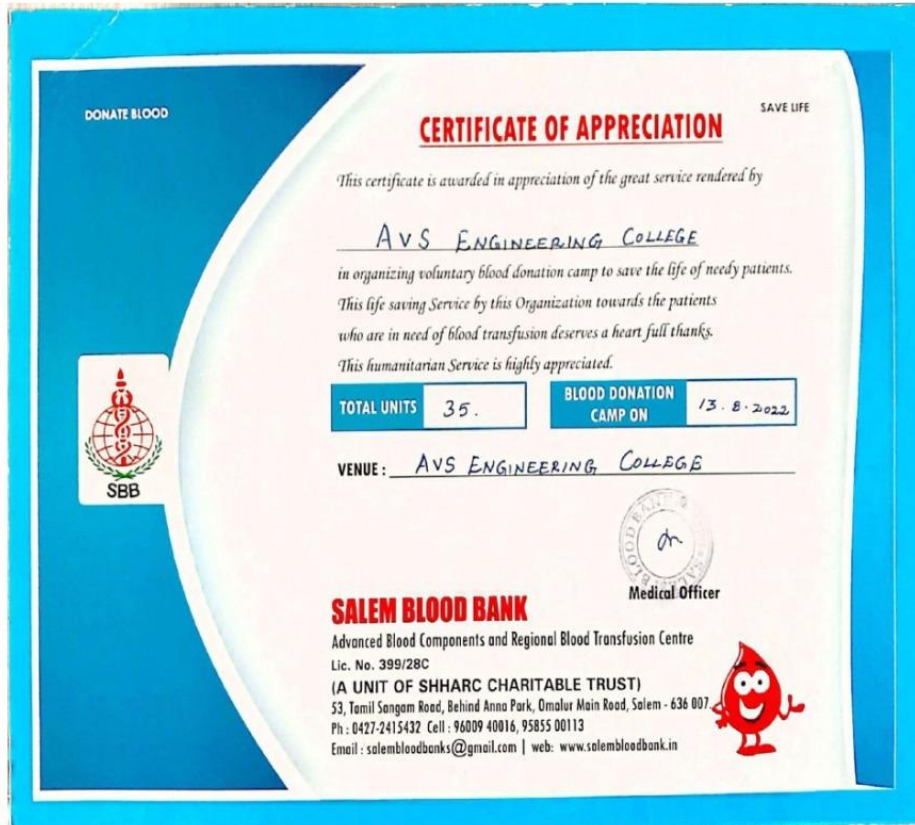 DONATE BLOOD
SAVE LIFE
CERTIFICATE OF APPRECIATION
This certificate is awarded in appreciation of the great service rendered by
AVS ENGINEERING COLLEGE
in organizing voluntary blood donation camp to save the life of needy patients.
This life saving Service by this Organization towards the patients
who are in need of blood transfusion deserves a heart full thanks.
This humanitarian Service is highly appreciated.
TOTAL UNITS 35.
BLOOD DONATION
CAMP ON 13.8.2022
VENUE : AVS ENGINEERING COLLEGE
SBB
BLOOD BANK
Medical Officer
SALEM BLOOD BANK
Advanced Blood Components and Regional Blood Transfusion Centre
Lic. No. 399/28C
(A UNIT OF SHHARC CHARITABLE TRUST)
53, Tamil Sangam Road, Behind Anna Park, Omalur Main Road, Salem - 636 007.
Ph : 0427-2415432 Cell : 96009 40016, 95855 00113
Email : salembloodbanks@gmail.com | web: www.salembloodbank.in